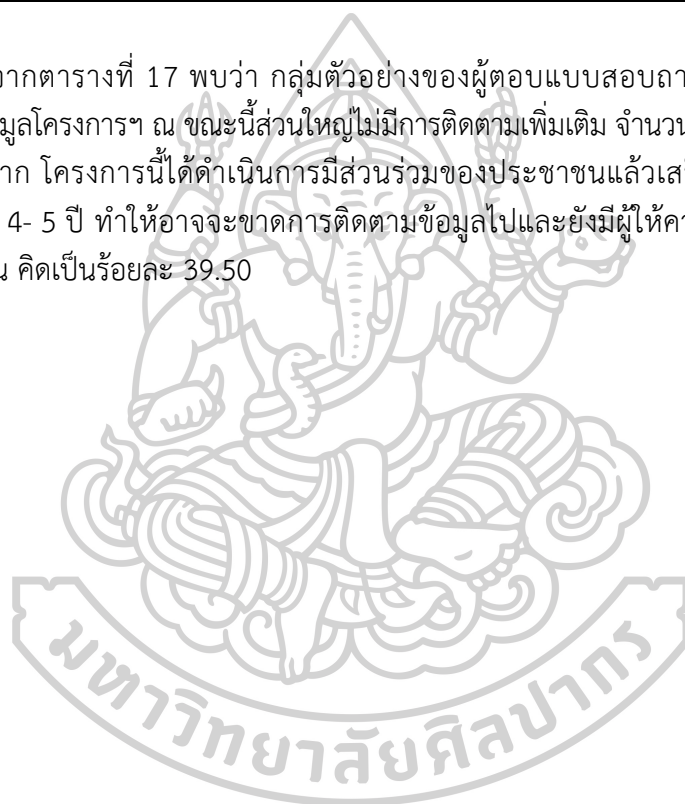 จากตารางที่ 17 พบว่า กลุ่มตัวอย่างของผู้ตอบแบบสอบถา
มูลโครงการฯ ณ ขณะนี้ส่วนใหญ่ไม่มีการติดตามเพิ่มเติม จำนวน
าก โครงการนี้ได้ดำเนินการมีส่วนร่วมของประชาชนแล้วเส
4- 5 ปี ทำให้อาจจะขาดการติดตามข้อมูลไปและยังมีผู้ให้คว
น คิดเป็นร้อยละ 39.50
มหาวิทยาลัยศิลปากร